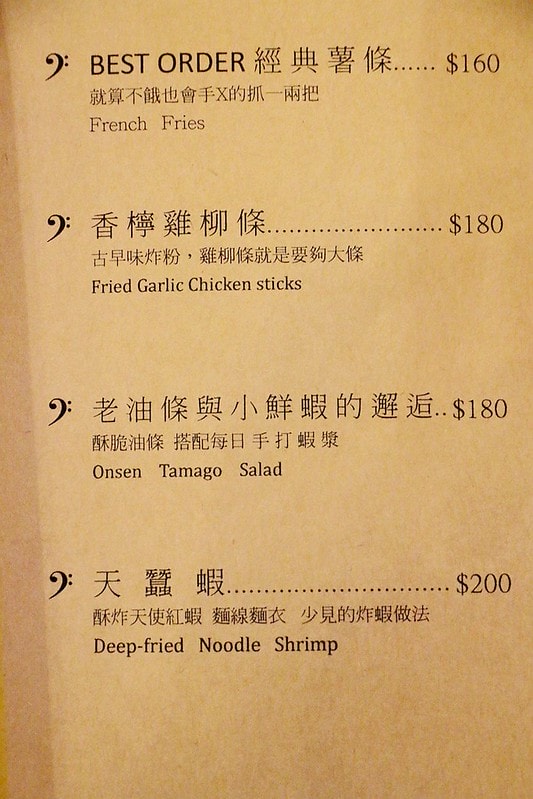 BEST ORDER 經典薯條...... $160
就算不餓也會手X的抓一兩把
French Fries
香檸雞柳條........................ $180
古早味炸粉，雞柳條就是要夠大條
Fried Garlic Chicken sticks
老油條與小鮮蝦的邂逅.. $180
酥脆油條 搭配每日手打蝦漿
Onsen Tamago Salad
天蠶蝦.............................. $200
酥炸天使紅蝦 麵線麵衣 少見的炸蝦做法
Deep-fried Noodle Shrimp